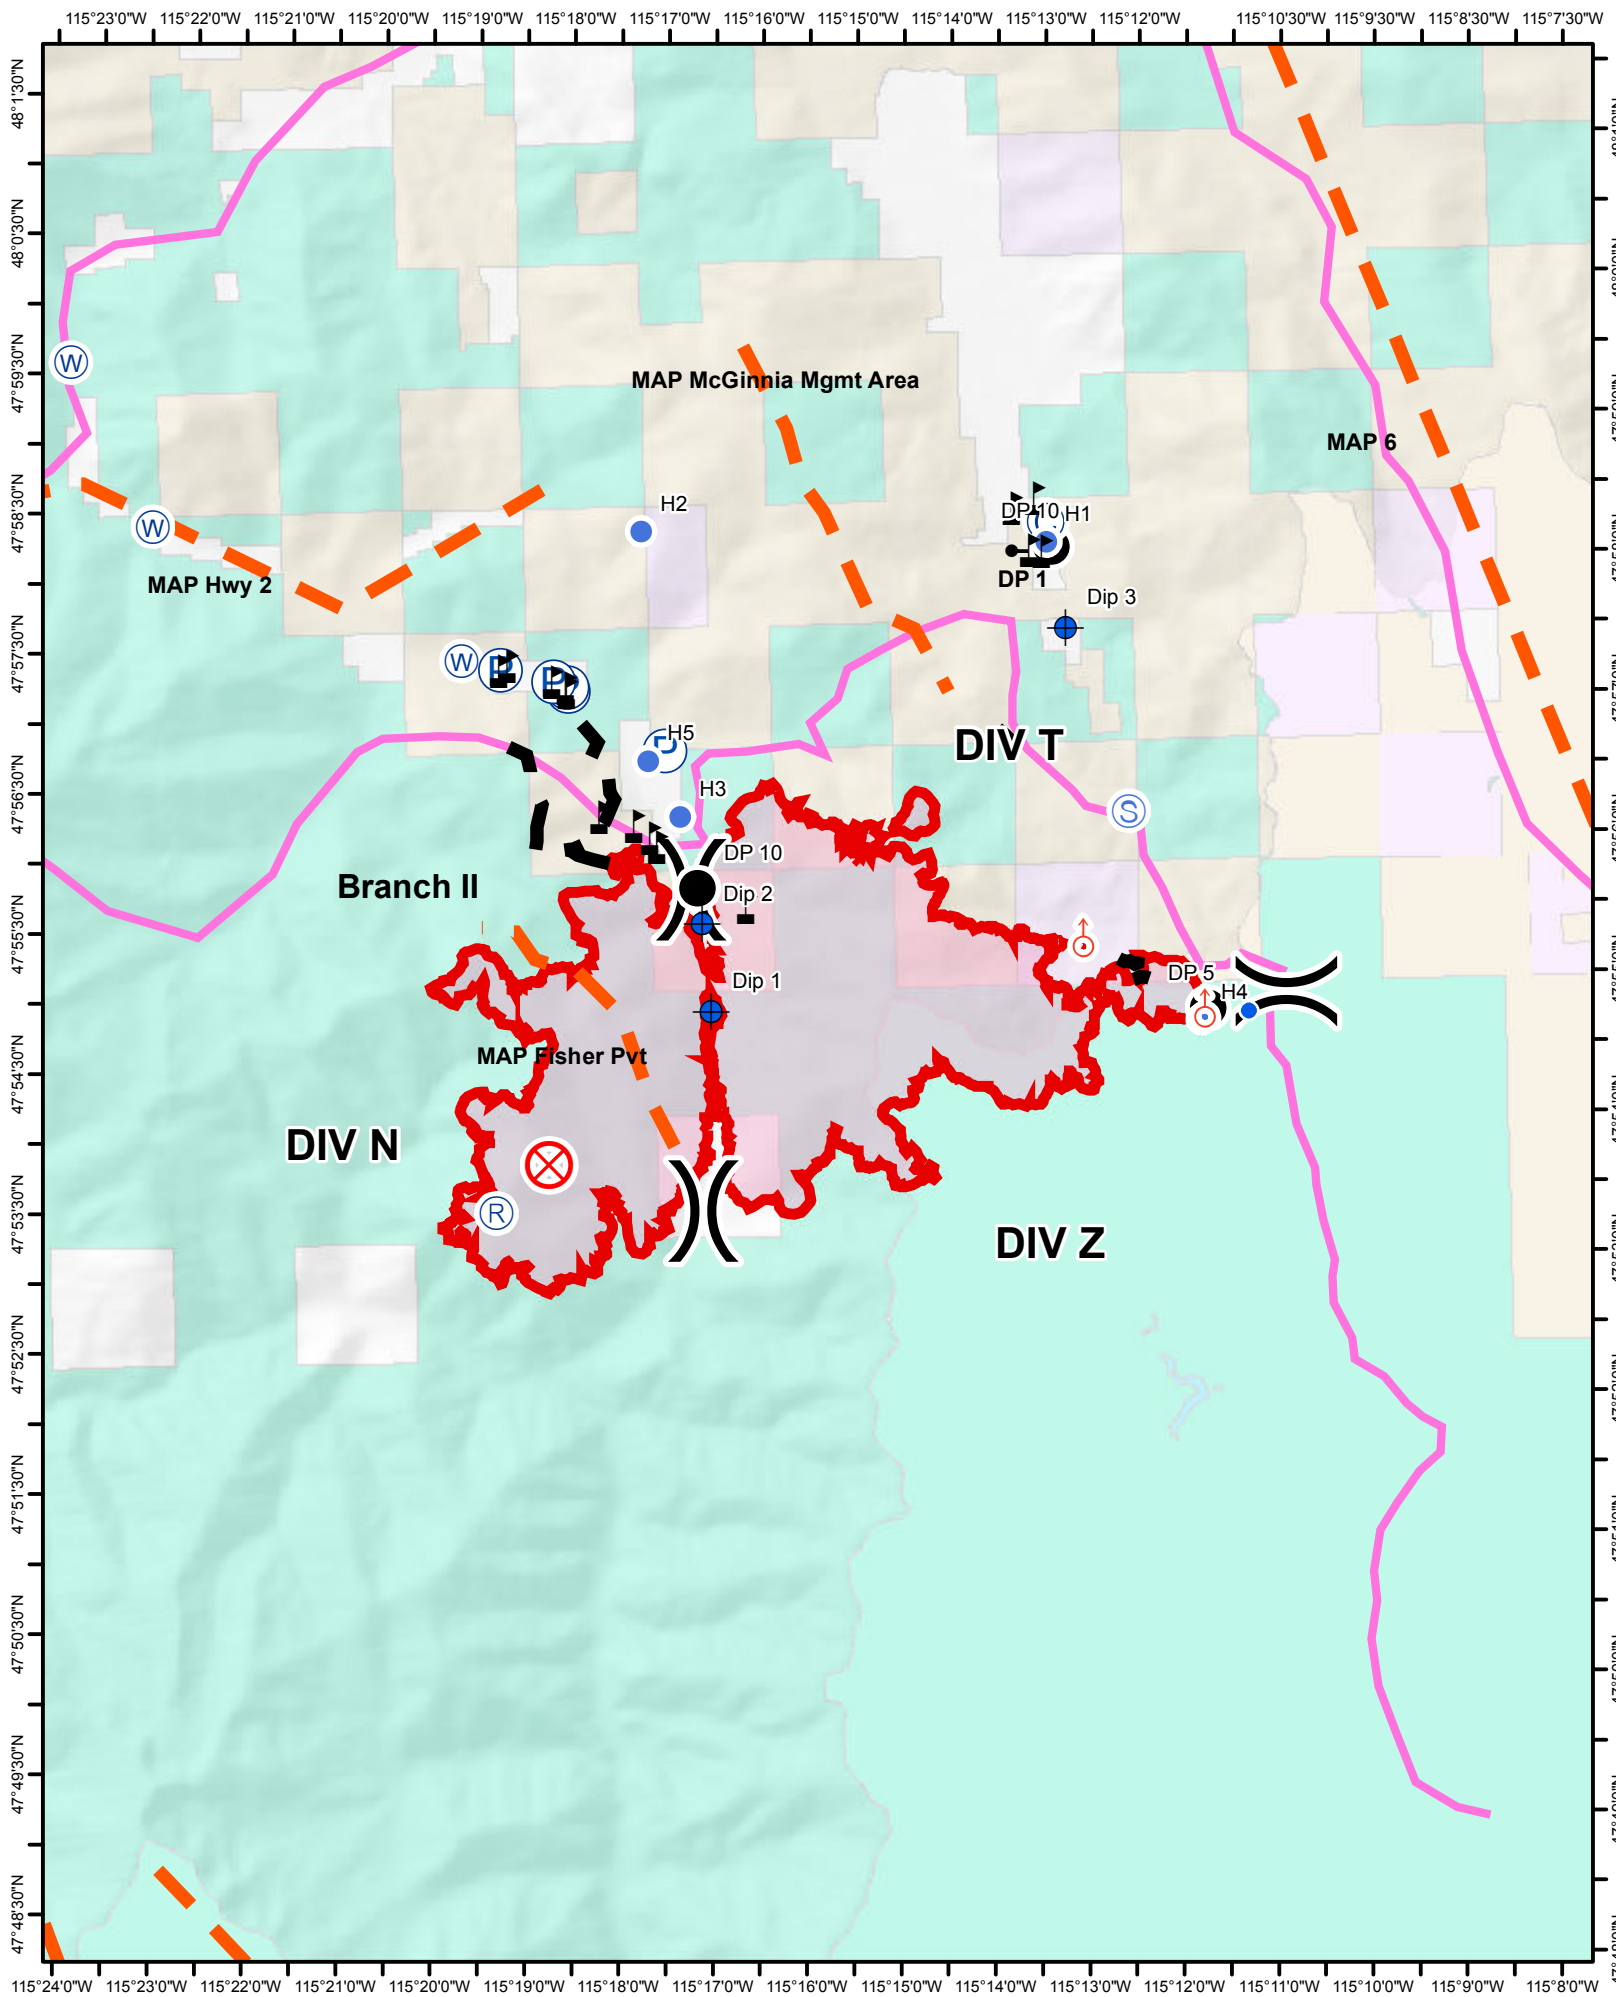 115°23'0"W 115°22'0"W 115°21'0"W 115°20'0"W 115°19'0"W 115°18'0"W 115°17'0"W 115°16'0"W 115°15'0"W 115°14'0"W 115°13'0"W 115°12'0"W 115°10'30"W 115°9'30"W 115°8'30"W 115°7'30"W
48°1'30"N
48°0'30"N
47°59'30"N
W
MAP McGinnia Mgmt Area
MAP 6
47°58'30"N
H2
DP 10
H1
W
MAP Hwy 2
DP 1
Dip 3
47°57'30"N
W
P
P
H5
DIV T
47°56'30"N
H3
S
DP 10
Branch II
Dip 2
47°55'30"N
DP 5
Dip 1
H4
MAP Fisher Pvt
47°54'30"N
DIV N
R
47°53'30"N
DIV Z
47°52'30"N
47°51'30"N
47°50'30"N
47°49'30"N
47°48'30"N
115°24'0"W 115°23'0"W 115°22'0"W 115°21'0"W 115°20'0"W 115°19'0"W 115°18'0"W 115°17'0"W 115°16'0"W 115°15'0"W 115°14'0"W 115°13'0"W 115°12'0"W 115°11'0"W 115°10'0"W 115°9'0"W 115°8'0"W